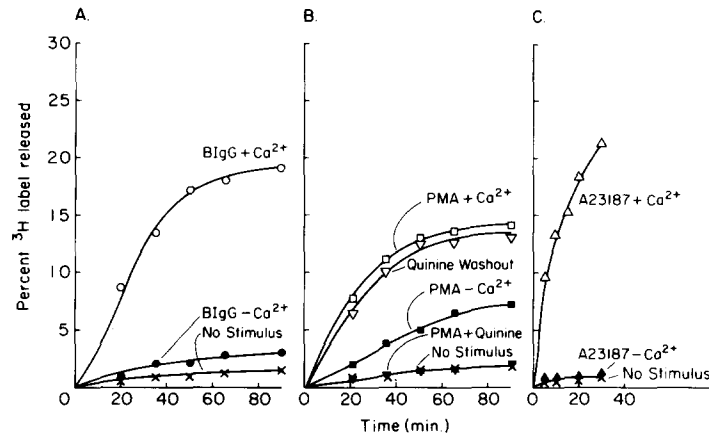 A.
B.
C.
Percent ³H label released
30
25
20
15
10
5
0
20
40
60
80
0
20
40
60
80
0
20
40
BIgG+Ca²⁺
BIgG−Ca²⁺
No Stimulus
PMA+Ca²⁺
Quinine Washout
PMA−Ca²⁺
PMA+Quinine
No Stimulus
A23187+Ca²⁺
A23187−Ca²⁺
No Stimulus
Time (min.)